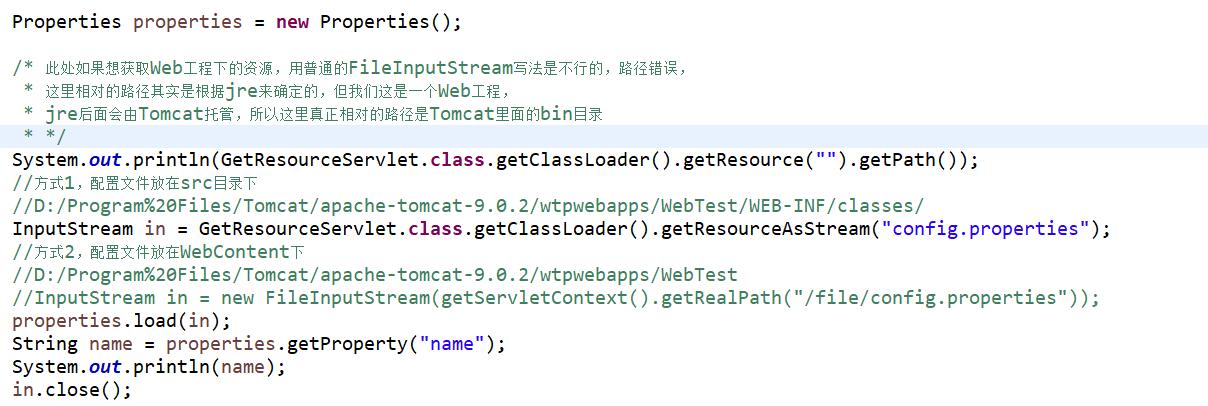 Properties properties = new Properties();
/* 此处如果想获取Web工程下的资源，用普通的FileInputStream写法是不行的，路径错误，
* 这里相对的路径其实是根据jre来确定的，但我们这是一个Web工程，
* jre后面会由Tomcat托管，所以这里真正相对的路径是Tomcat里面的bin目录
* */
System.out.println(GetResourceServlet.class.getClassLoader().getResource("").getPath());
//方式1，配置文件放在src目录下
//D:/Program%20Files/Tomcat/apache-tomcat-9.0.2/wtpwebapps/WebTest/WEB-INF/classes/
InputStream in = GetResourceServlet.class.getClassLoader().getResourceAsStream("config.properties");
//方式2，配置文件放在WebContent下
//D:/Program%20Files/Tomcat/apache-tomcat-9.0.2/wtpwebapps/WebTest
//InputStream in = new FileInputStream(getServletContext().getRealPath("/file/config.properties"));
properties.load(in);
String name = properties.getProperty("name");
System.out.println(name);
in.close();